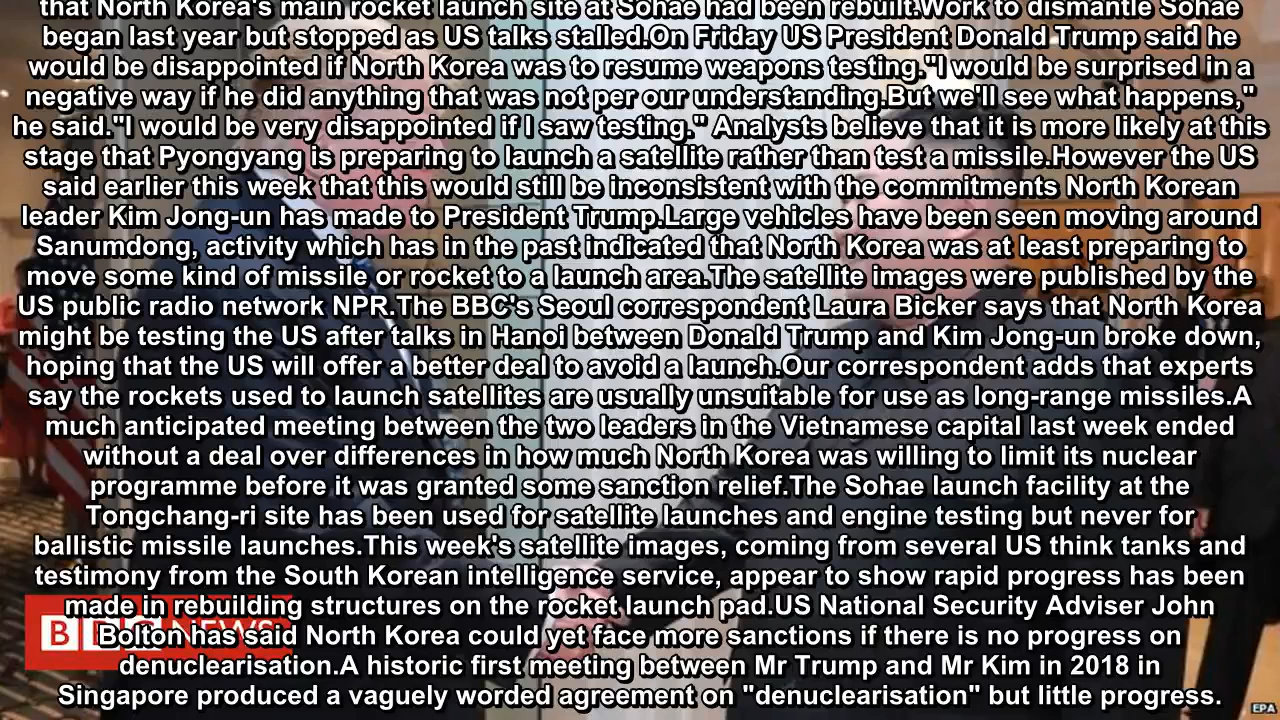 that North Korea's main rocket launch site at Sohae had been rebuilt.Work to dismantle Sohae
began last year but stopped as US talks stalled.On Friday US President Donald Trump said he
would be disappointed if North Korea was to resume weapons testing."I would be surprised in a
negative way if he did anything that was not per our understanding.But we'll see what happens,"
he said."I would be very disappointed if I saw testing." Analysts believe that it is more likely at this
stage that Pyongyang is preparing to launch a satellite rather than test a missile.However the US
said earlier this week that this would still be inconsistent with the commitments North Korean
leader Kim Jong-un has made to President Trump.Large vehicles have been seen moving around
Sanumdong, activity which has in the past indicated that North Korea was at least preparing to
move some kind of missile or rocket to a launch area.The satellite images were published by the
US public radio network NPR.The BBC's Seoul correspondent Laura Bicker says that North Korea
might be testing the US after talks in Hanoi between Donald Trump and Kim Jong-un broke down,
hoping that the US will offer a better deal to avoid a launch.Our correspondent adds that experts
say the rockets used to launch satellites are usually unsuitable for use as long-range missiles.A
much anticipated meeting between the two leaders in the Vietnamese capital last week ended
without a deal over differences in how much North Korea was willing to limit its nuclear
programme before it was granted some sanction relief.The Sohae launch facility at the
Tongchang-ri site has been used for satellite launches and engine testing but never for
ballistic missile launches.This week's satellite images, coming from several US think tanks and
testimony from the South Korean intelligence service, appear to show rapid progress has been
made in rebuilding structures on the rocket launch pad.US National Security Adviser John
Bolton has said North Korea could yet face more sanctions if there is no progress on
denuclearisation.A historic first meeting between Mr Trump and Mr Kim in 2018 in
Singapore produced a vaguely worded agreement on "denuclearisation" but little progress.
BBC NEWS
EPA